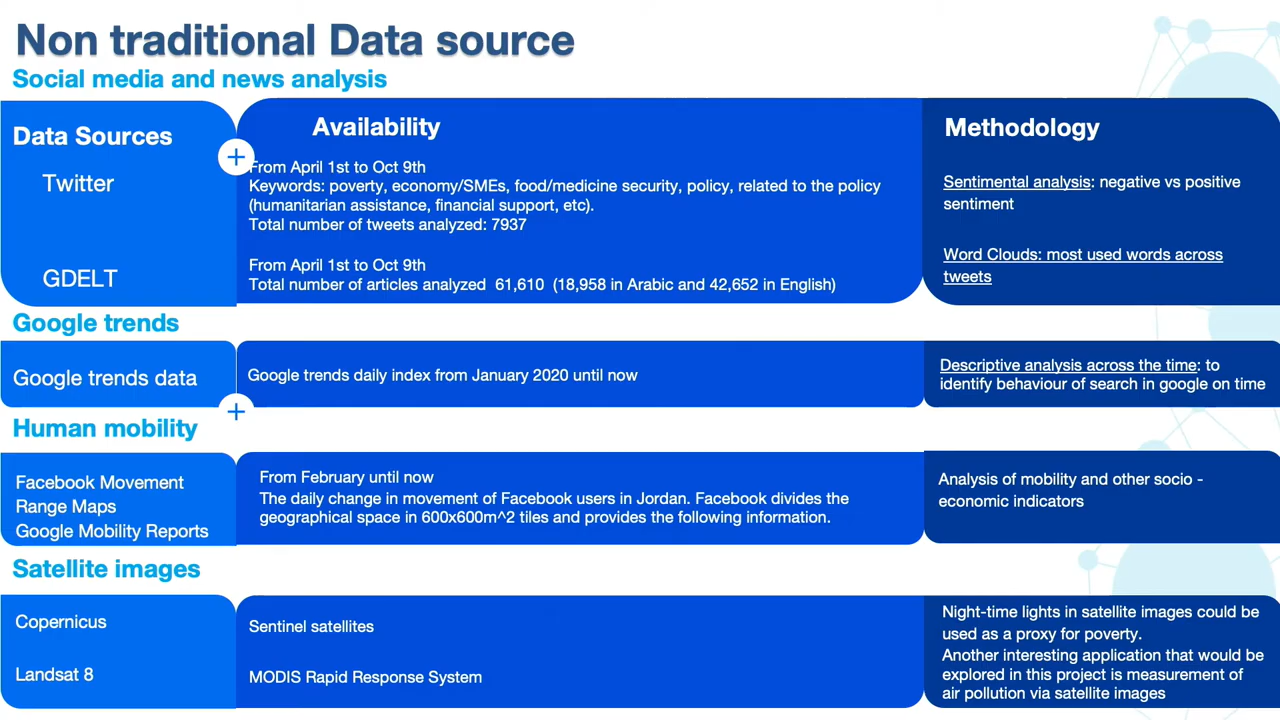 Non traditional Data source
Social media and news analysis
Data Sources
Availability
Methodology
Twitter
From April 1st to Oct 9th
Keywords: poverty, economy/SMEs, food/medicine security, policy, related to the policy
(humanitarian assistance, financial support, etc).
Total number of tweets analyzed: 7937
Sentimental analysis: negative vs positive
sentiment
GDELT
From April 1st to Oct 9th
Total number of articles analyzed 61,610 (18,958 in Arabic and 42,652 in English)
Word Clouds: most used words across
tweets
Google trends
Google trends data
Google trends daily index from January 2020 until now
Descriptive analysis across the time: to
identify behaviour of search in google on time
Human mobility
Facebook Movement
Range Maps
Google Mobility Reports
From February until now
The daily change in movement of Facebook users in Jordan. Facebook divides the
geographical space in 600x600m^2 tiles and provides the following information.
Analysis of mobility and other socio -
economic indicators
Satellite images
Copernicus
Sentinel satellites
Landsat 8
MODIS Rapid Response System
Night-time lights in satellite images could be
used as a proxy for poverty.
Another interesting application that would be
explored in this project is measurement of
air pollution via satellite images